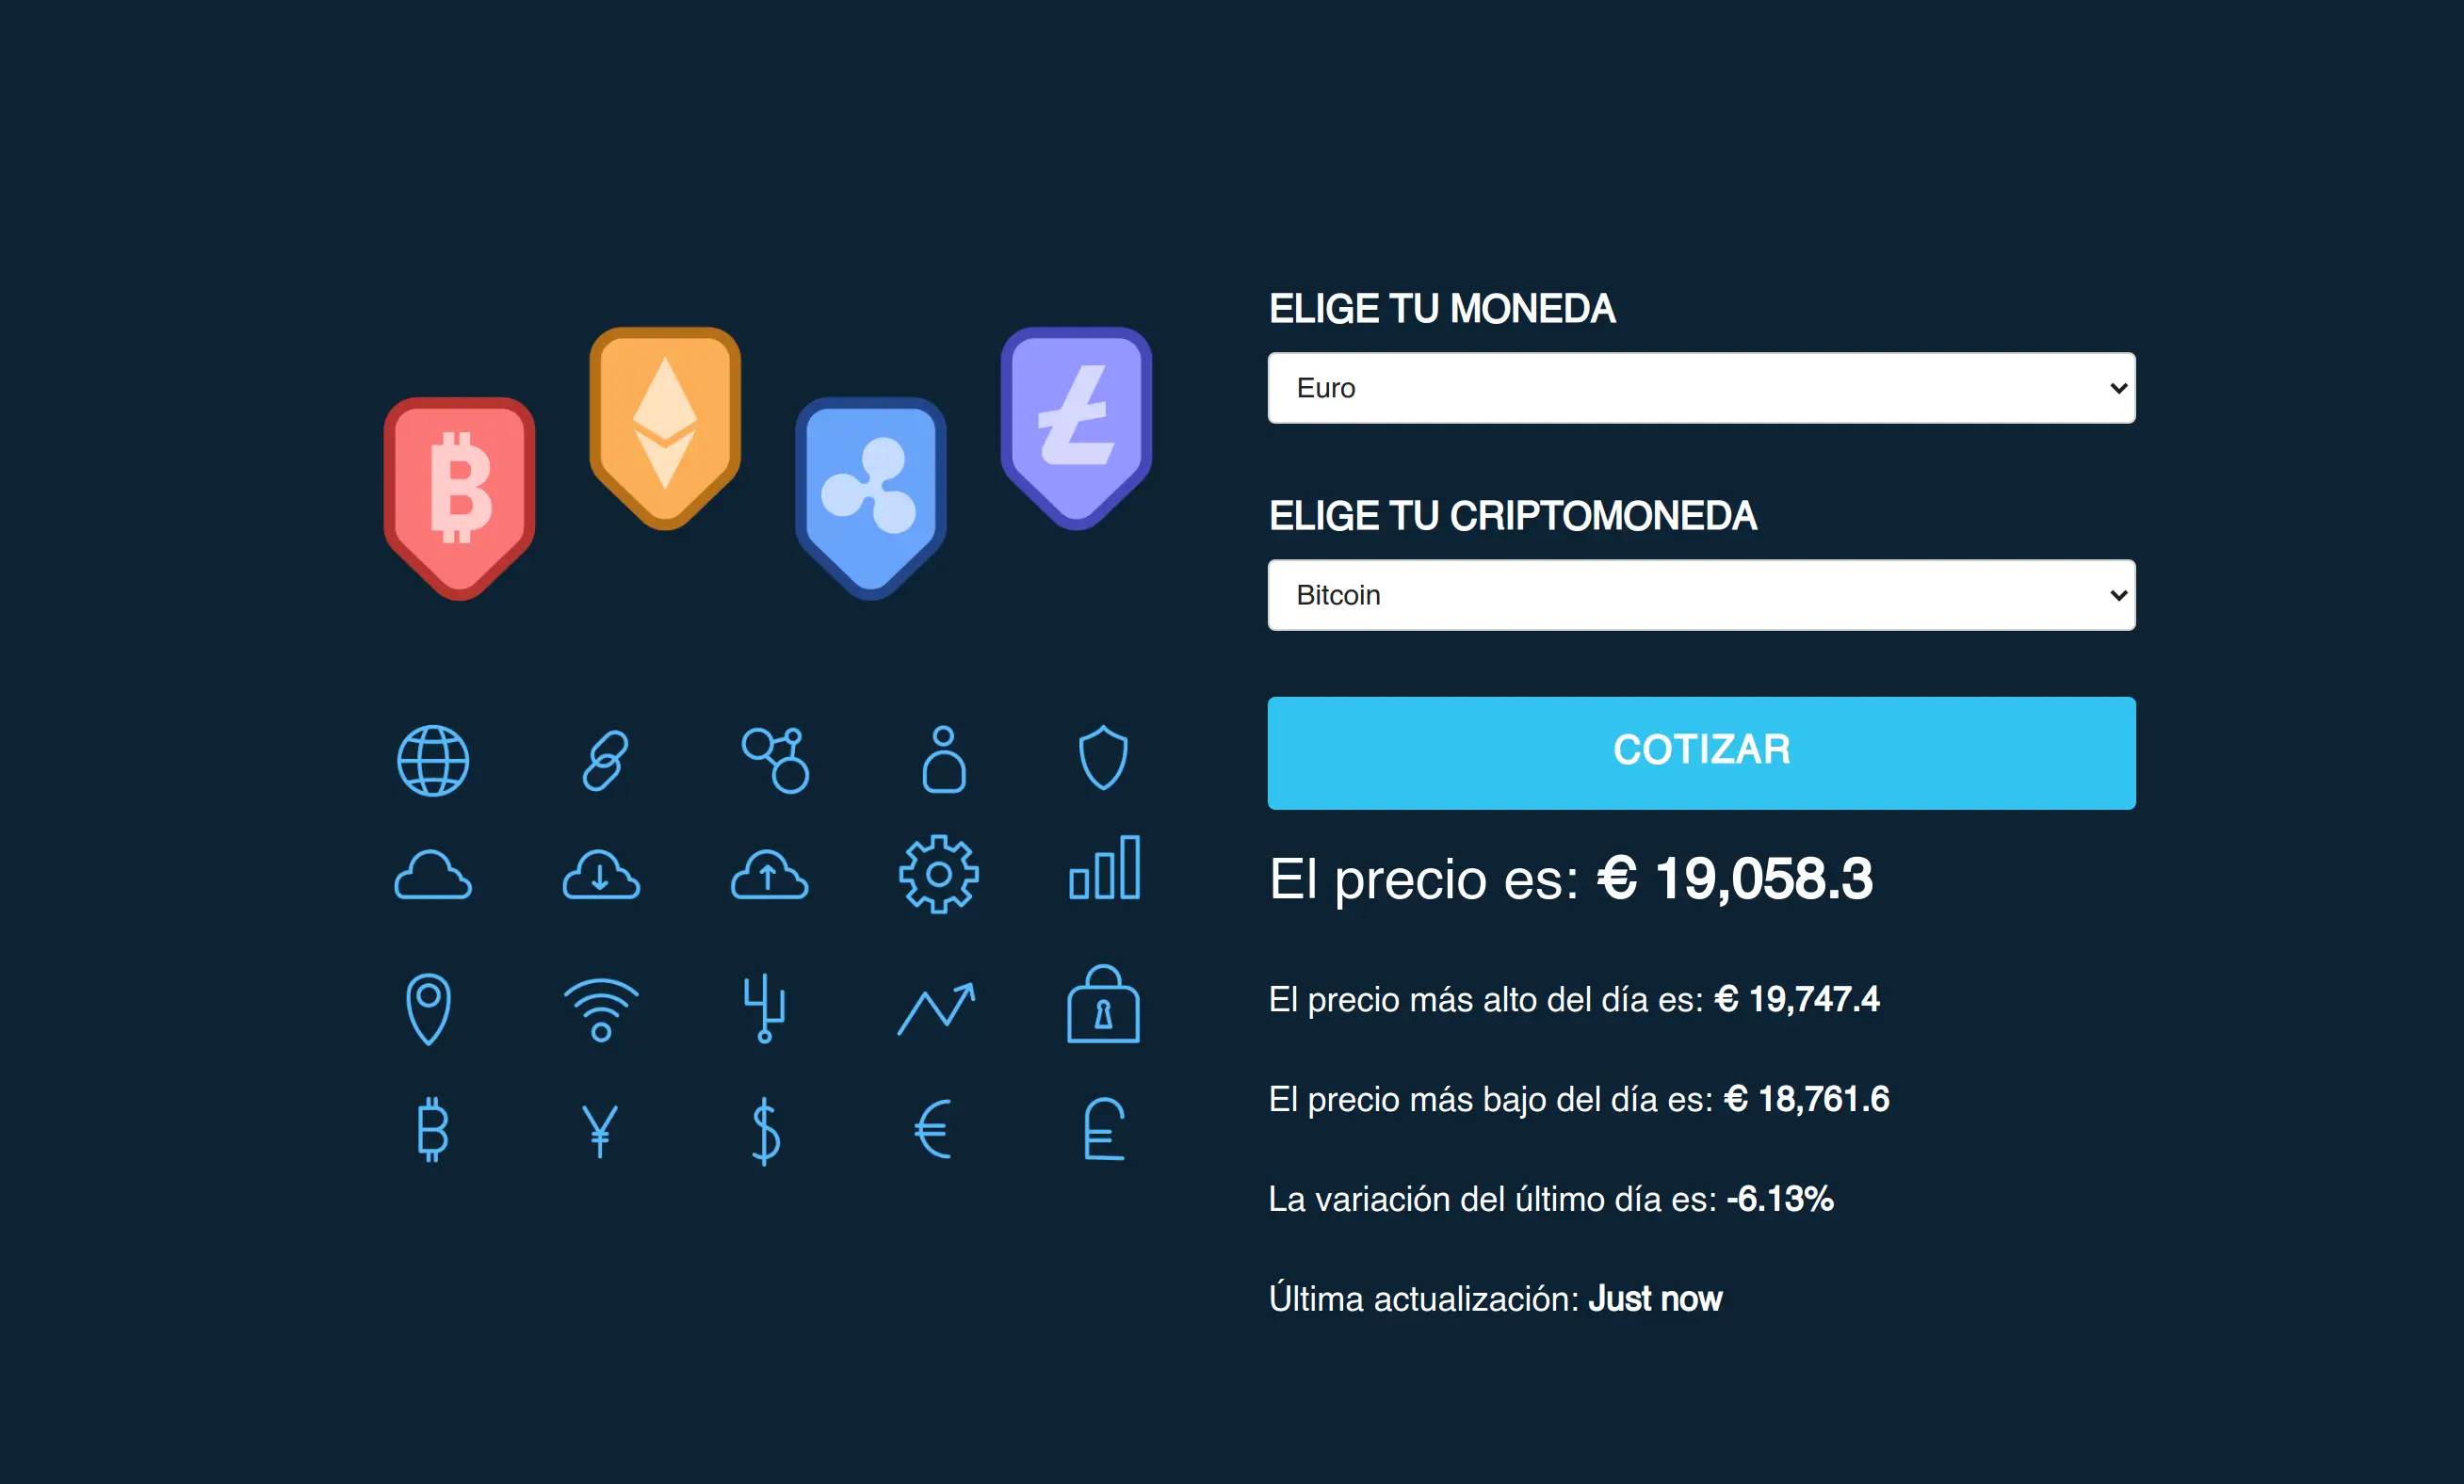 ELIGE TU MONEDA
Euro
ELIGE TU CRIPTOMONEDA
Bitcoin
COTIZAR
El precio es: € 19,058.3
El precio más alto del día es: € 19,747.4
El precio más bajo del día es: € 18,761.6
La variación del último día es: -6.13%
Última actualización: Just now